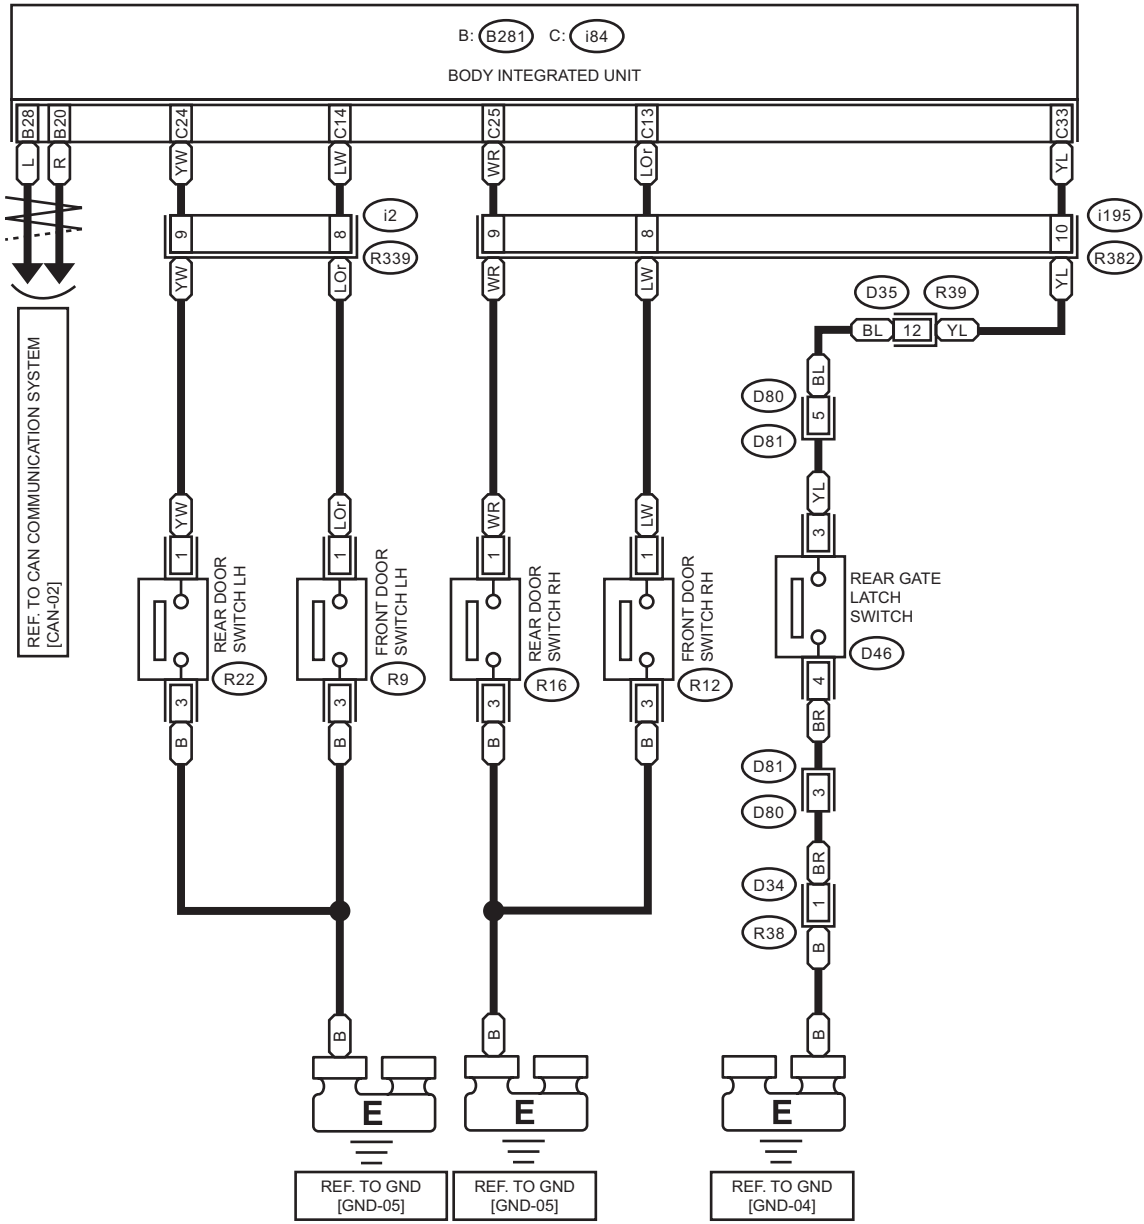 B: B281 C: i84
BODY INTEGRATED UNIT
B28 B20 C24 C14 C25 C13 C33
L R YW LW WR LOr YL
i2 i195
9 8 9 8 10
R339 R382
YW LOr WR LW YL
D35 R39
BL 12 YL
BL
D80
5
D81
YL
REF. TO CAN COMMUNICATION SYSTEM
[CAN-02]
YW LOr WR LW
1 1 1 1 3
REAR DOOR
SWITCH LH
R22
FRONT DOOR
SWITCH LH
R9
REAR DOOR
SWITCH RH
R16
FRONT DOOR
SWITCH RH
R12
REAR GATE
LATCH
SWITCH
D46
3 3 3 3 4
B B B B BR
D81
3
D80
BR
D34
1
R38
B
B B B
E E E
REF. TO GND
[GND-05]
REF. TO GND
[GND-05]
REF. TO GND
[GND-04]